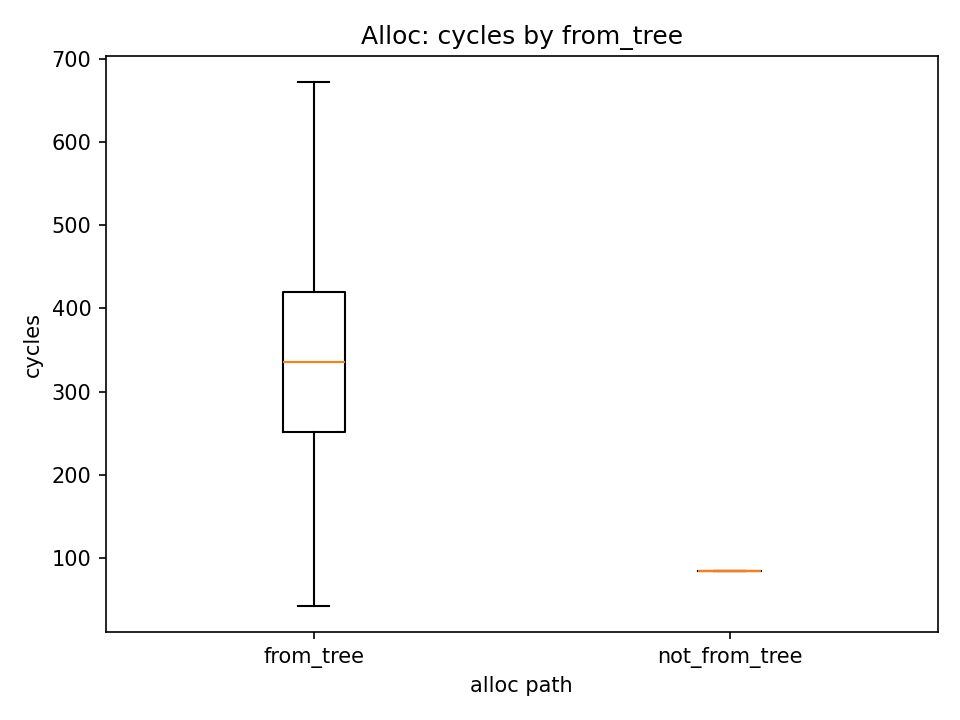 Alloc: cycles by from_tree
700
600
500
400
300
200
100
cycles
from_tree
not_from_tree
alloc path